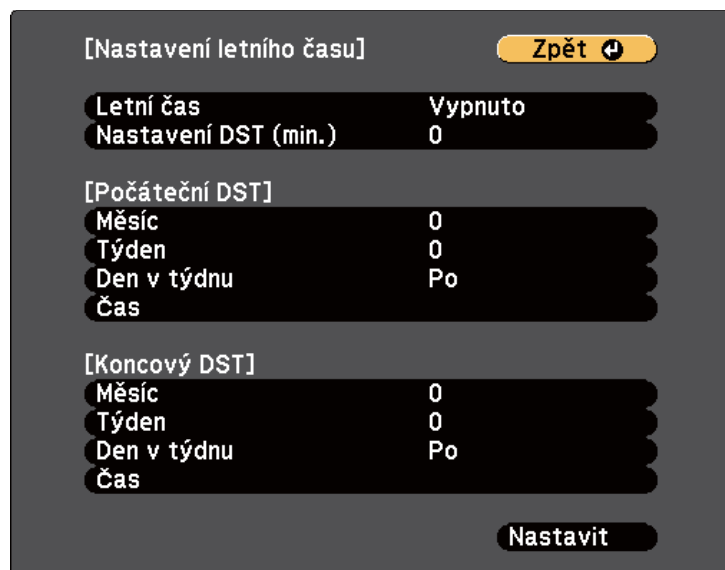 [Nastavení letního času] Zpět
Letní čas Vypnuto
Nastavení DST (min.) 0
[Počáteční DST]
Měsíc 0
Týden 0
Den v týdnu Po
Čas
[Koncový DST]
Měsíc 0
Týden 0
Den v týdnu Po
Čas
Nastavit